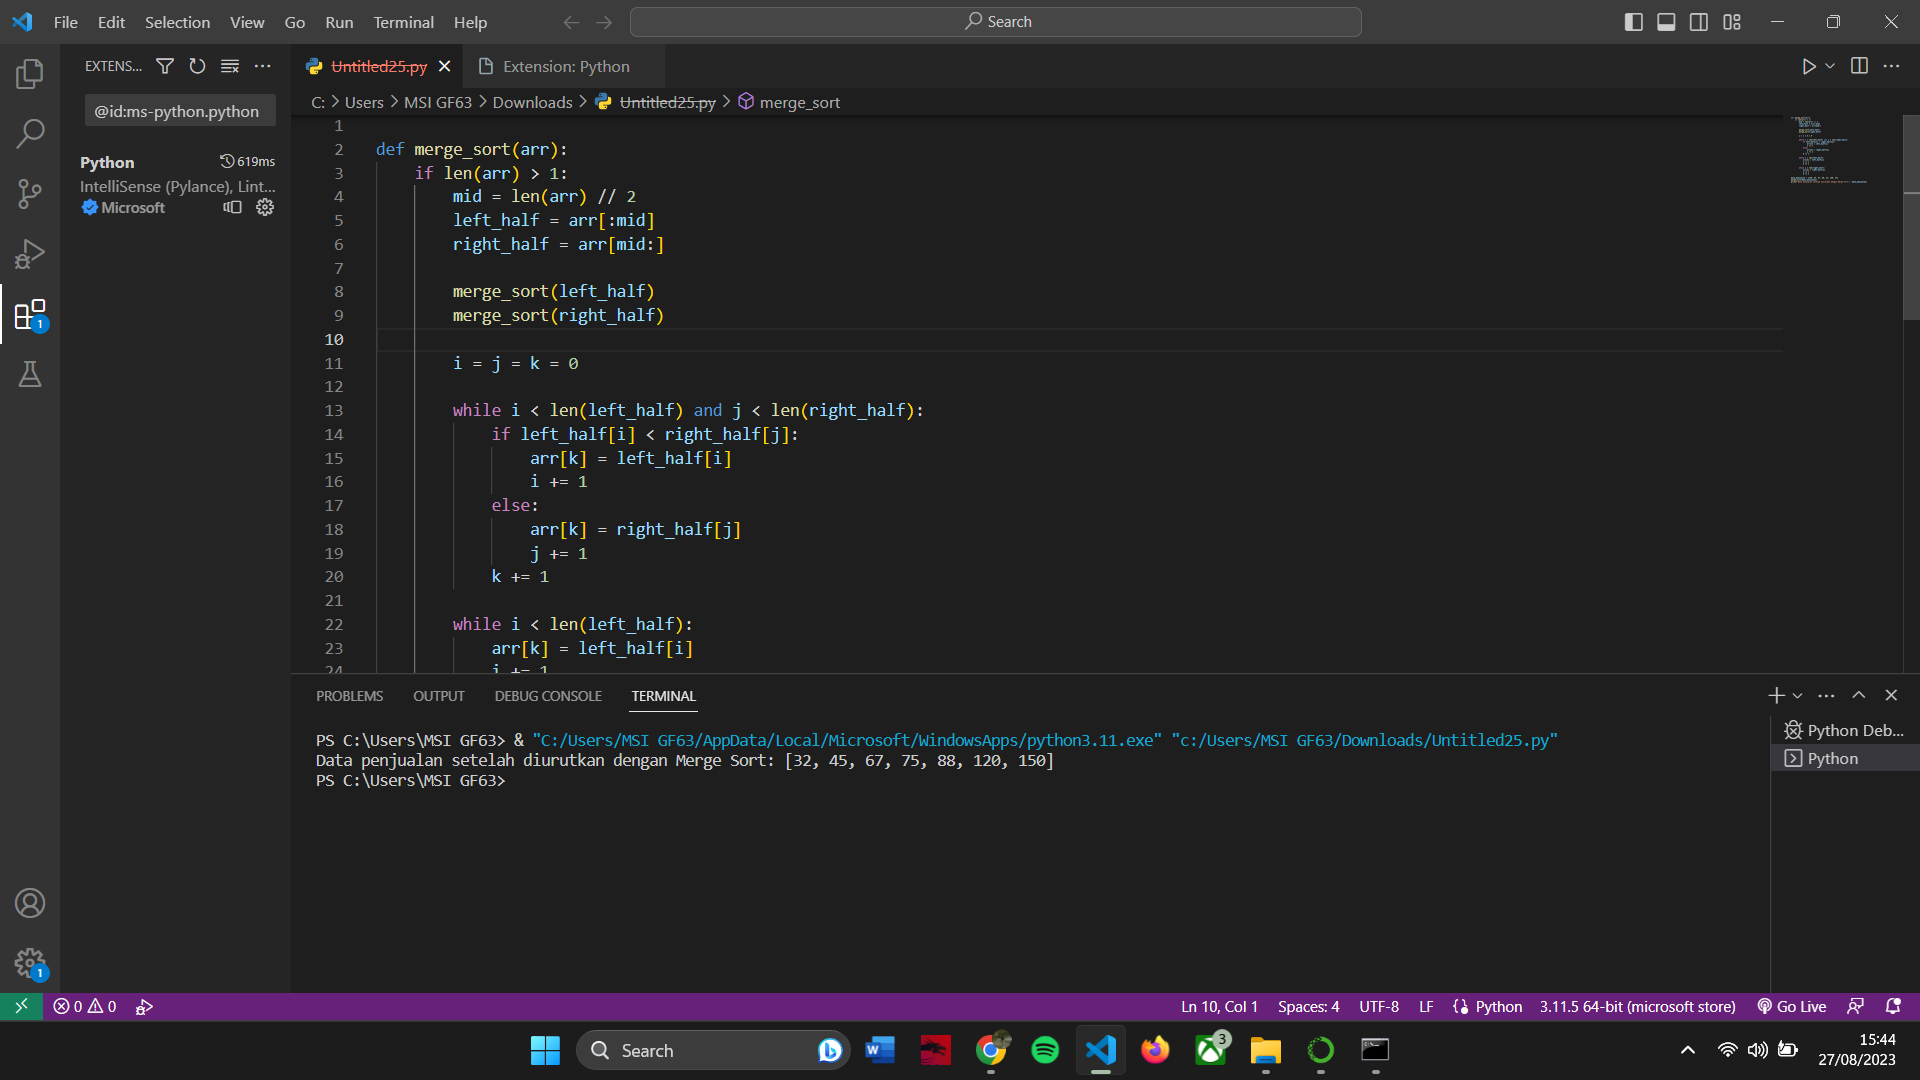 File Edit Selection View Go Run Terminal Help
Search
EXTENS...
Untitled25.py
Extension: Python
C: > Users > MSI GF63 > Downloads > Untitled25.py > merge_sort
@id:ms-python.python
Python 619ms
IntelliSense (Pylance), Lint...
Microsoft
1
1
1
2 def merge_sort(arr):
3 if len(arr) > 1:
4 mid = len(arr) // 2
5 left_half = arr[:mid]
6 right_half = arr[mid:]
7
8 merge_sort(left_half)
9 merge_sort(right_half)
10
11 i = j = k = 0
12
13 while i < len(left_half) and j < len(right_half):
14 if left_half[i] < right_half[j]:
15 arr[k] = left_half[i]
16 i += 1
17 else:
18 arr[k] = right_half[j]
19 j += 1
20 k += 1
21
22 while i < len(left_half):
23 arr[k] = left_half[i]
24 i += 1
PROBLEMS OUTPUT DEBUG CONSOLE TERMINAL
PS C:\Users\MSI GF63> & "C:/Users/MSI GF63/AppData/Local/Microsoft/WindowsApps/python3.11.exe" "c:/Users/MSI GF63/Downloads/Untitled25.py"
Data penjualan setelah diurutkan dengan Merge Sort: [32, 45, 67, 75, 88, 120, 150]
PS C:\Users\MSI GF63>
Python Deb...
Python
0 0
Ln 10, Col 1 Spaces: 4 UTF-8 LF Python 3.11.5 64-bit (microsoft store) Go Live
Search
3
15:44
27/08/2023